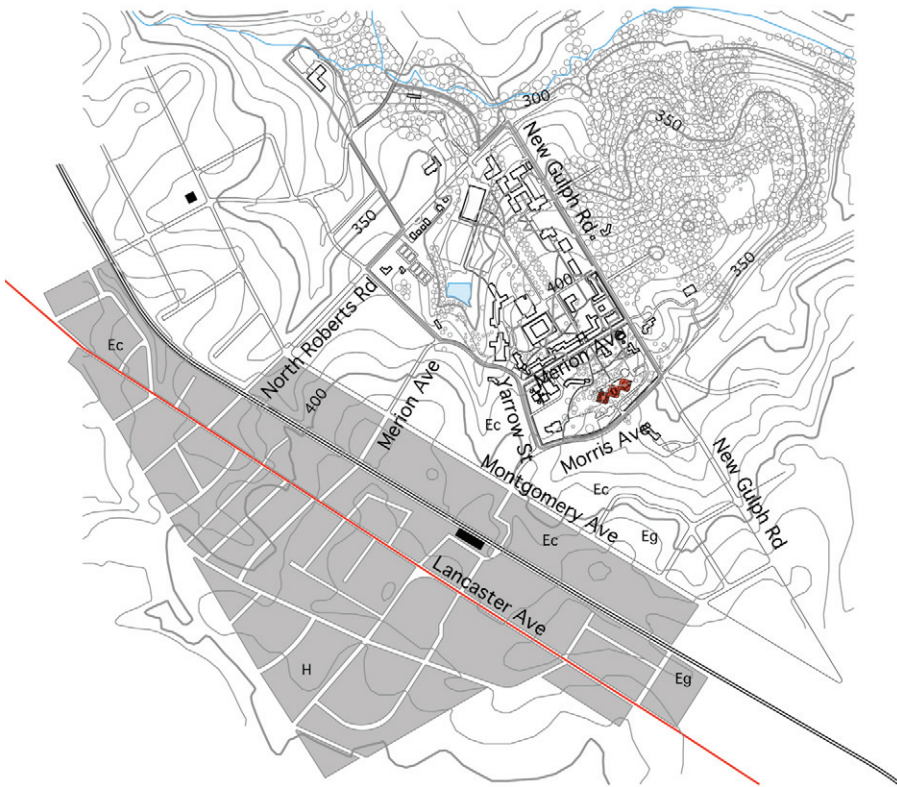 300
350
New Gulph Rd
350
350
400
Ec
North Roberts Rd
400
Merion Ave
Merion Ave
Yarrow St
Ec
Morris Ave
New Gulph Rd
Montgomery Ave
Ec
Eg
Ec
Lancaster Ave
H
Eg